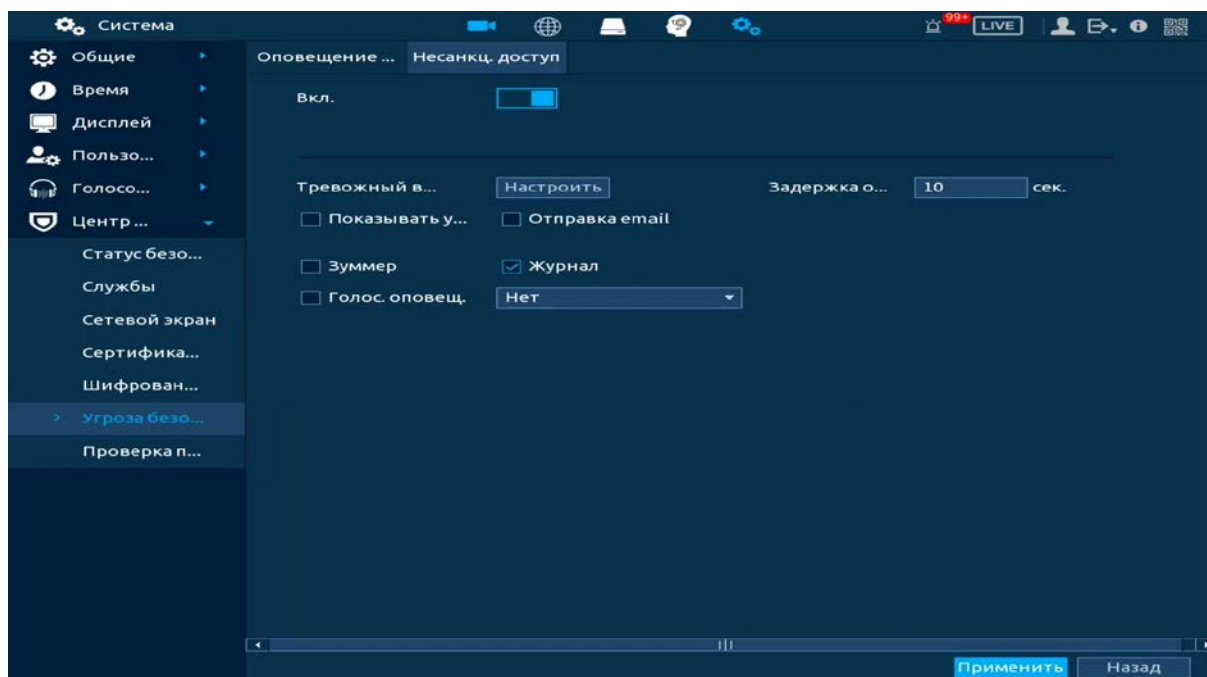 Система
99+
LIVE
Общие
Время
Дисплей
Пользо...
Голосо...
Центр ...
Статус безо...
Службы
Сетевой экран
Сертифика...
Шифрован...
> Угроза безо...
Проверка п...
Оповещение ... Несанкц. доступ
Вкл.
Тревожный в... Настроить Задержка о... 10 сек.
Показывать у... Отправка email
Зуммер Журнал
Голос. оповещ. Нет
Применить Назад